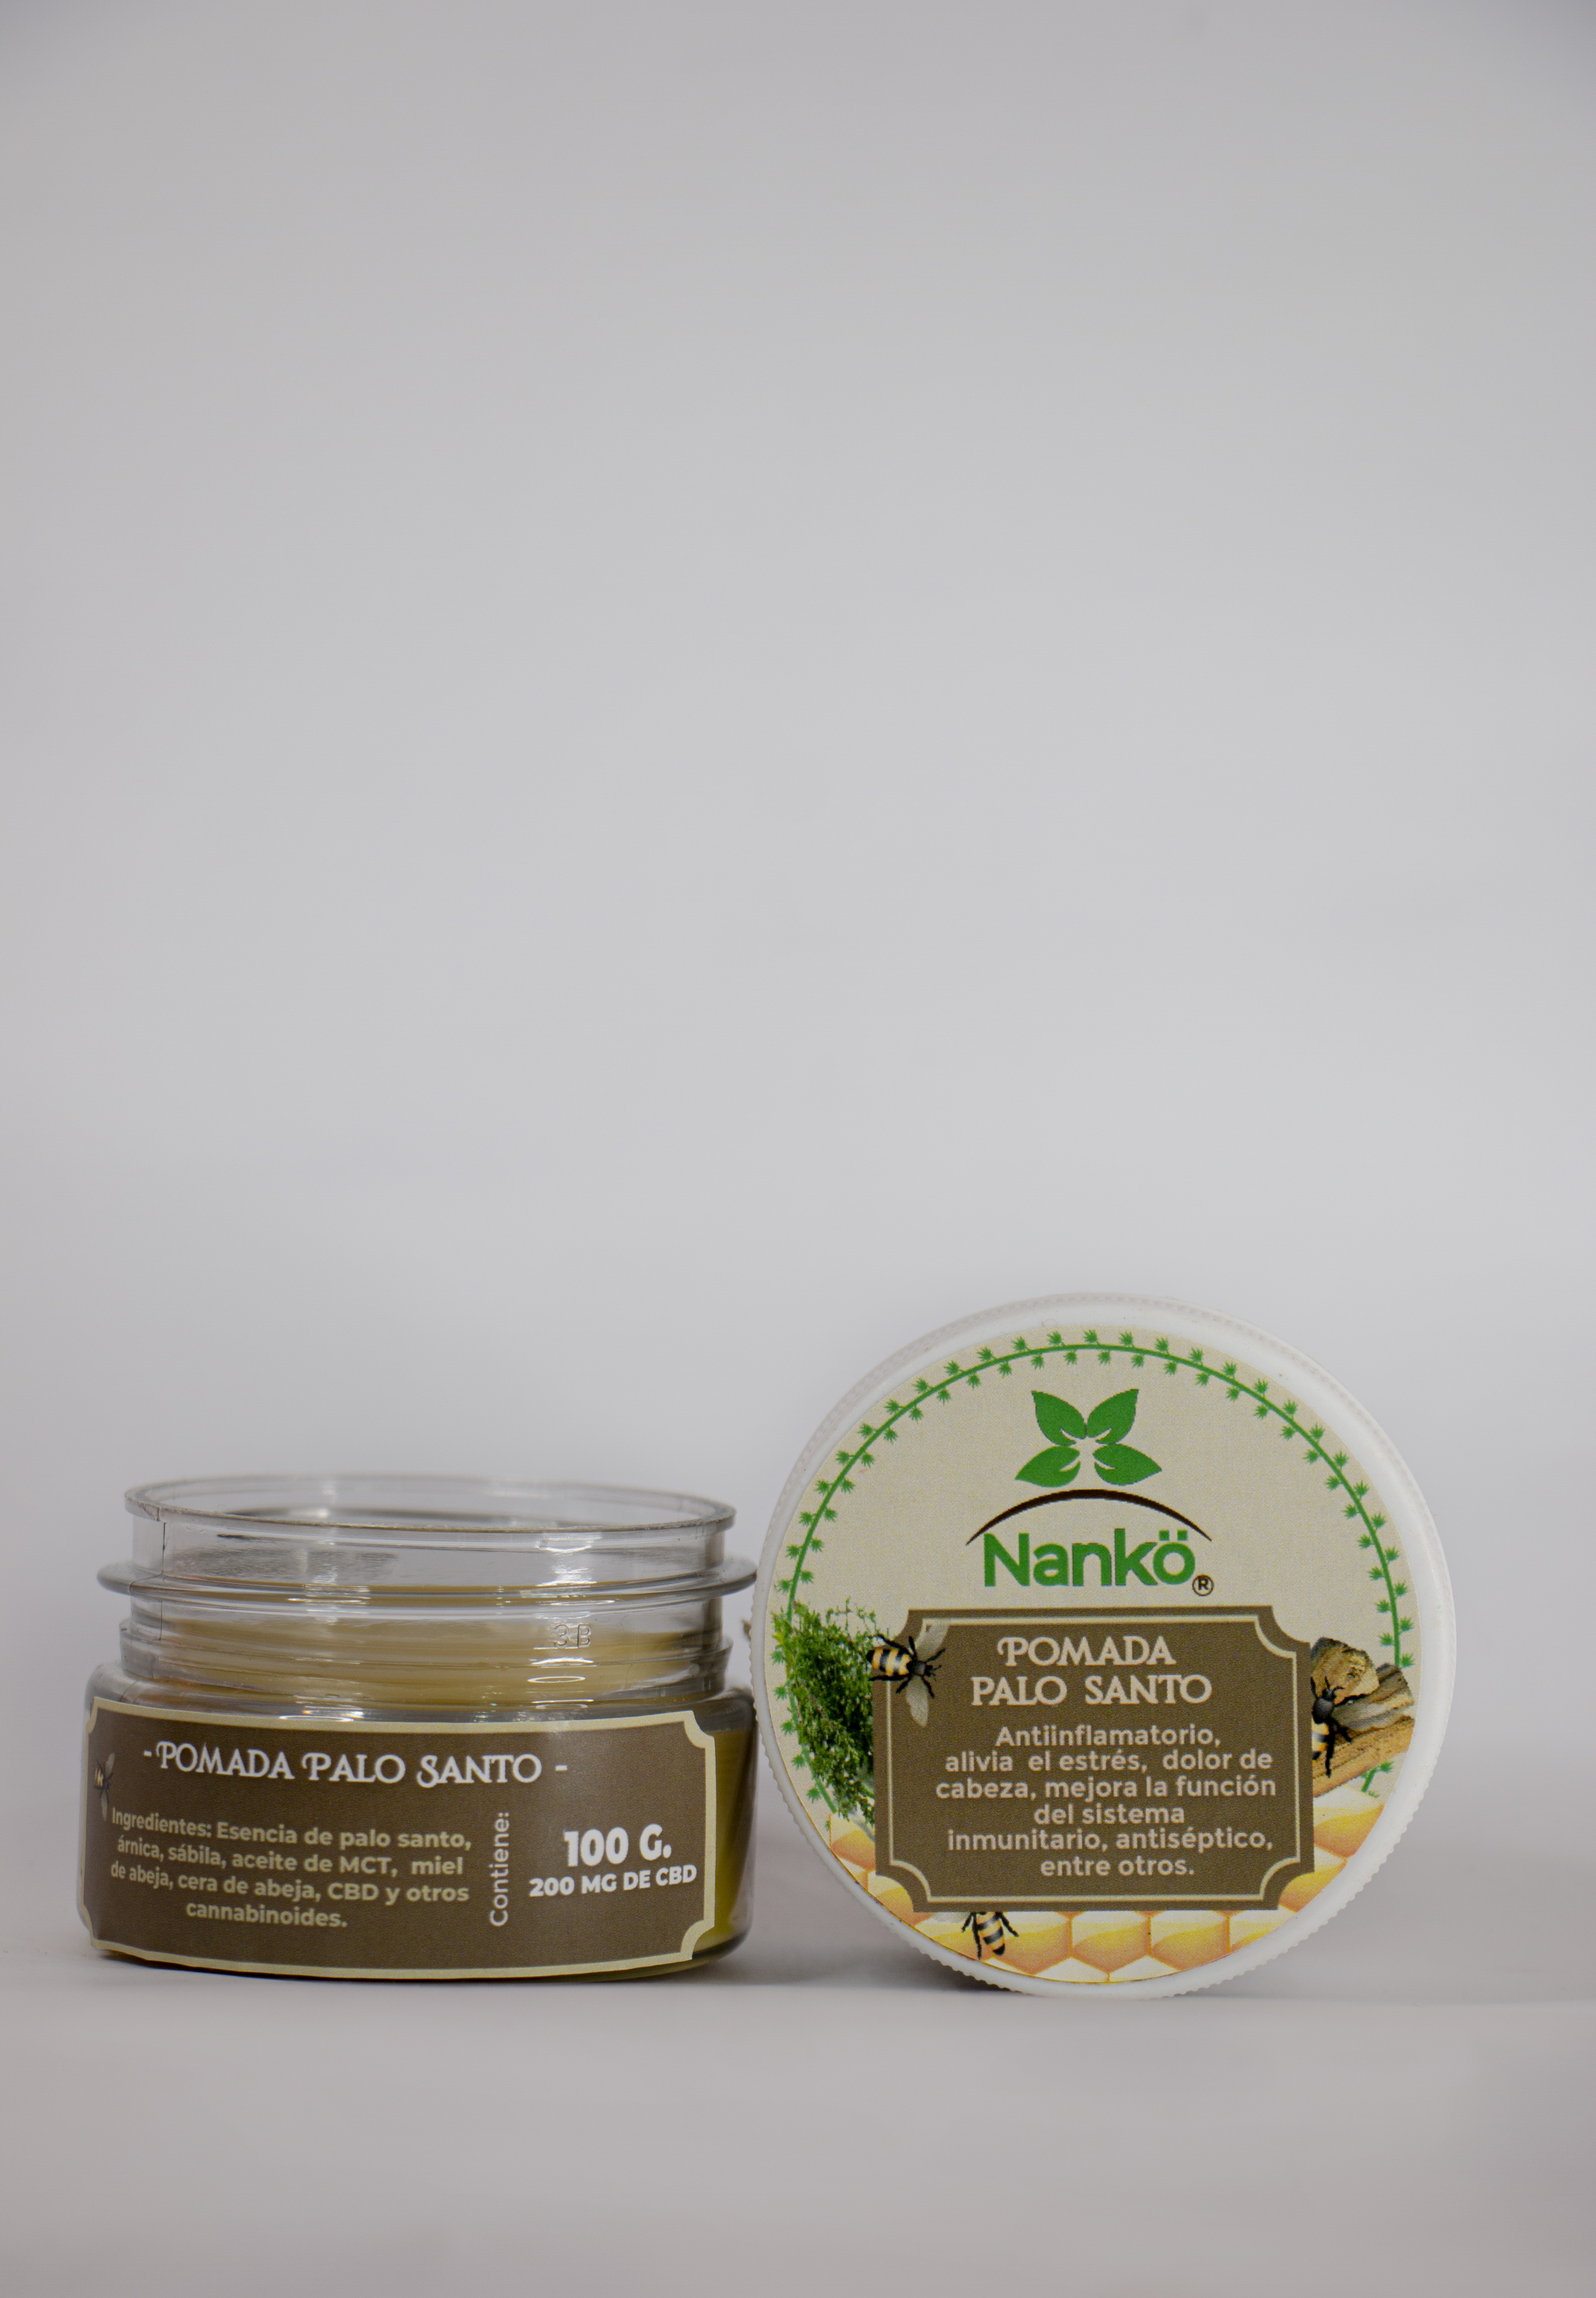 -POMADA PALO SANTO-
Ingredientes: Esencia de palo santo,
árnica, sábila, aceite de MCT, miel
de abeja, cera de abeja, CBD y otros
cannabinoides.
Contiene:
100 G.
200 MG DE CBD
3B
Nankö®
POMADA
PALO SANTO
Antiinflamatorio,
alivia el estrés, dolor de
cabeza, mejora la función
del sistema
inmunitario, antiséptico,
entre otros.